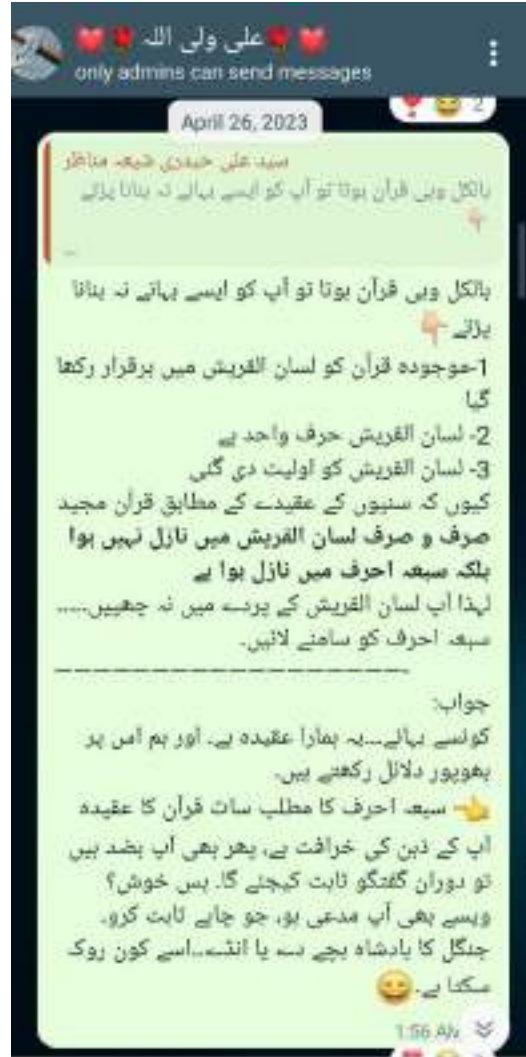 علی ولی اللہ
only admins can send messages
2
April 26, 2023
سید علی حیدری شیعہ مناظر
بالکل وہی قرآن ہوتا تو آپ کو ایسے بہانے نہ بنانا پڑتے
...
بالکل وہی قرآن ہوتا تو آپ کو ایسے بہانے نہ بنانا
پڑتے 👇🏻
1-موجودہ قرآن کو لسان القریش میں برقرار رکھا
گیا
2- لسان القریش حرف واحد ہے
3- لسان القریش کو اولیت دی گئی
کیوں کہ سنیوں کے عقیدے کے مطابق قرآن مجید
صرف و صرف لسان القریش میں نازل نہیں ہوا
بلکہ سبعہ احرف میں نازل ہوا ہے
لہذا آپ لسان القریش کے پردے میں نہ چھپیں.....
سبعہ احرف کو سامنے لائیں۔
ــــــــــــــــــــــــــــــــــــ
جواب:
کونسے بہانے...یہ ہمارا عقیدہ ہے۔ اور ہم اس پر
بھوپور دلائل رکھتے ہیں۔
👈 سبعہ احرف کا مطلب سات قرآن کا عقیدہ
آپ کے ذہن کی خرافت ہے، پھر بھی آپ بضد ہیں
تو دوران گفتگو ثابت کیجئے گا۔ بس خوش؟
ویسے بھی آپ مدعی ہو، جو چاہے ثابت کرو۔
جنگل کا بادشاہ بچے دے یا انڈے..اسے کون روک
سکتا ہے۔😀
1:56 AM